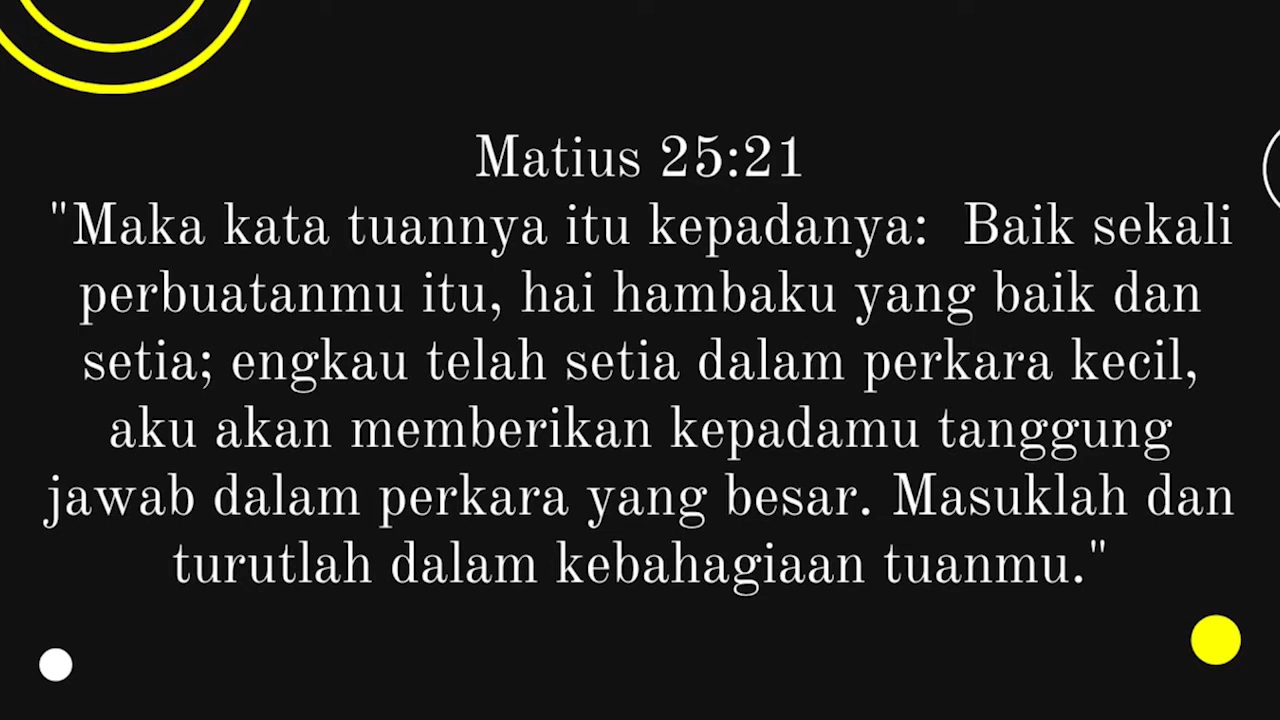 Matius 25:21
"Maka kata tuannya itu kepadanya:  Baik sekali
perbuatanmu itu, hai hambaku yang baik dan
setia; engkau telah setia dalam perkara kecil,
aku akan memberikan kepadamu tanggung
jawab dalam perkara yang besar. Masuklah dan
turutlah dalam kebahagiaan tuanmu."